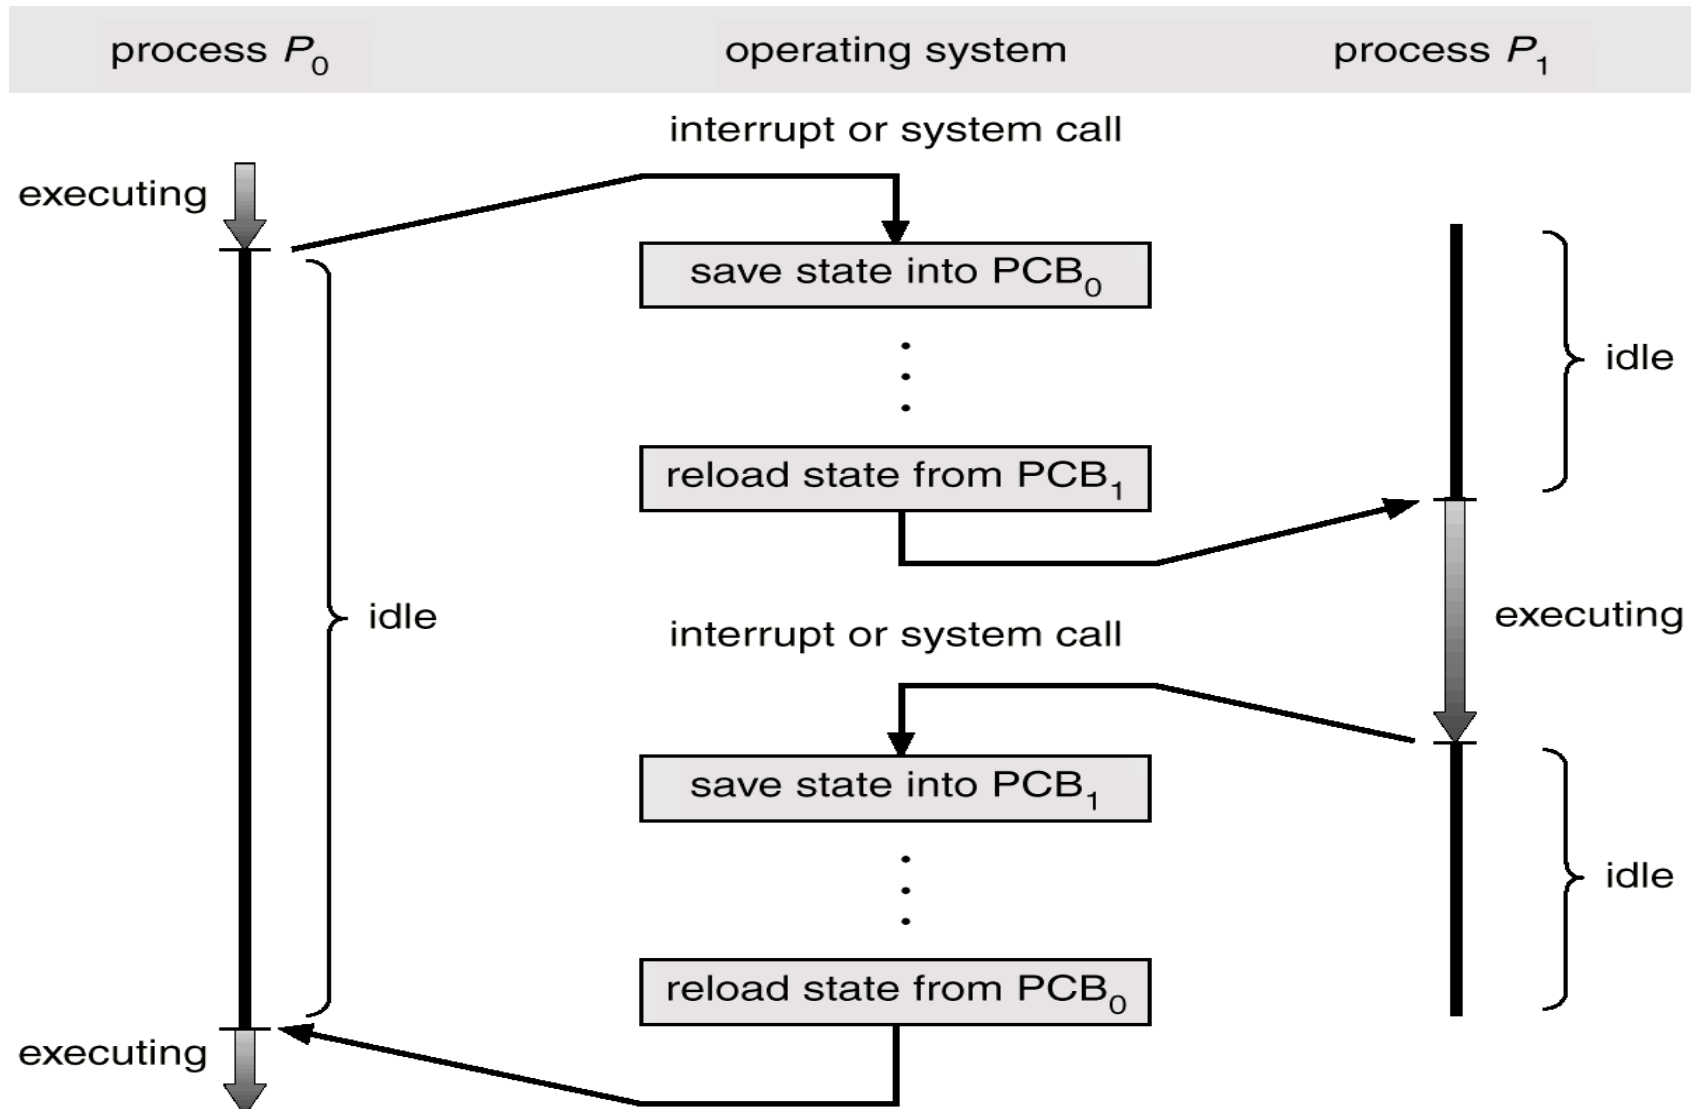 process P₀ operating system process P₁
interrupt or system call
executing
save state into PCB₀
idle
reload state from PCB₁
idle
executing
interrupt or system call
save state into PCB₁
idle
reload state from PCB₀
executing